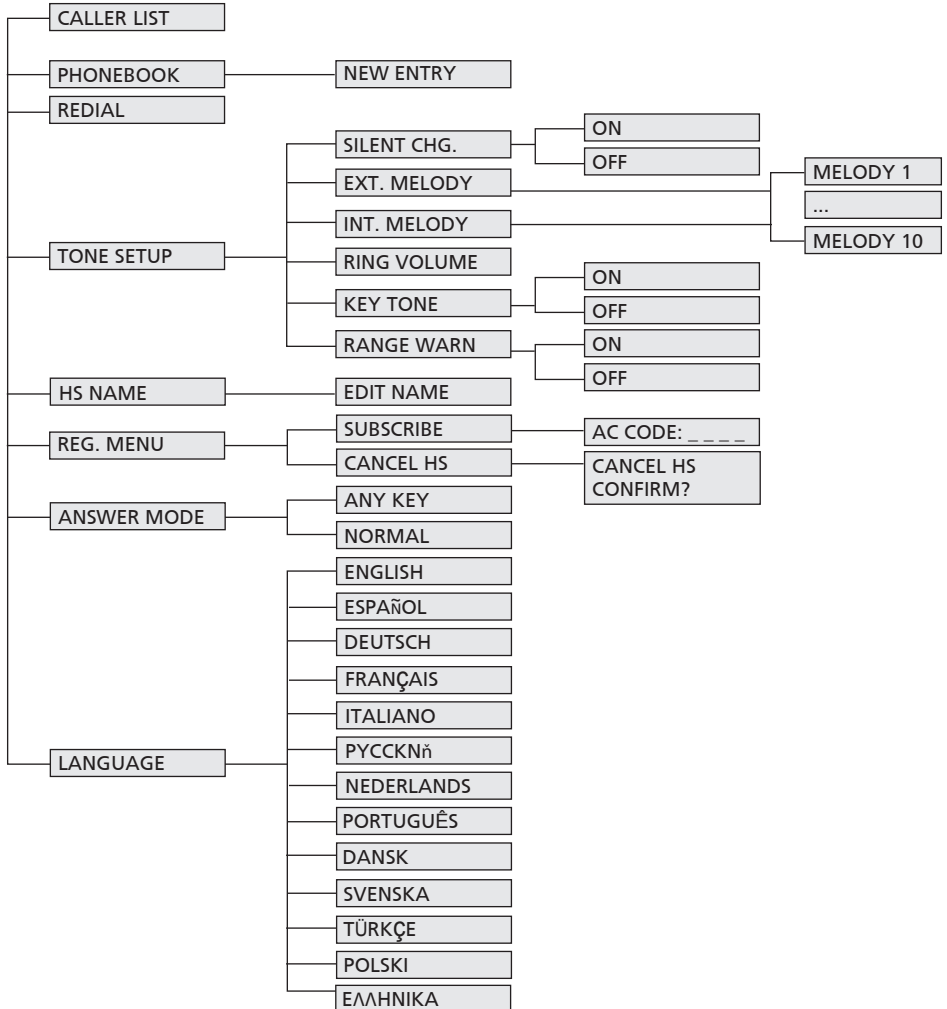 CALLER LIST
PHONEBOOK
NEW ENTRY
REDIAL
TONE SETUP
SILENT CHG.
ON
OFF
EXT. MELODY
INT. MELODY
MELODY 1
...
MELODY 10
RING VOLUME
KEY TONE
ON
OFF
RANGE WARN
ON
OFF
HS NAME
EDIT NAME
REG. MENU
SUBSCRIBE
AC CODE: _ _ _ _
CANCEL HS
CANCEL HS
CONFIRM?
ANSWER MODE
ANY KEY
NORMAL
LANGUAGE
ENGLISH
ESPAñOL
DEUTSCH
FRANÇAIS
ITALIANO
PYCCKNň
NEDERLANDS
PORTUGUÊS
DANSK
SVENSKA
TÜRKÇE
POLSKI
EΛΛHNIKA